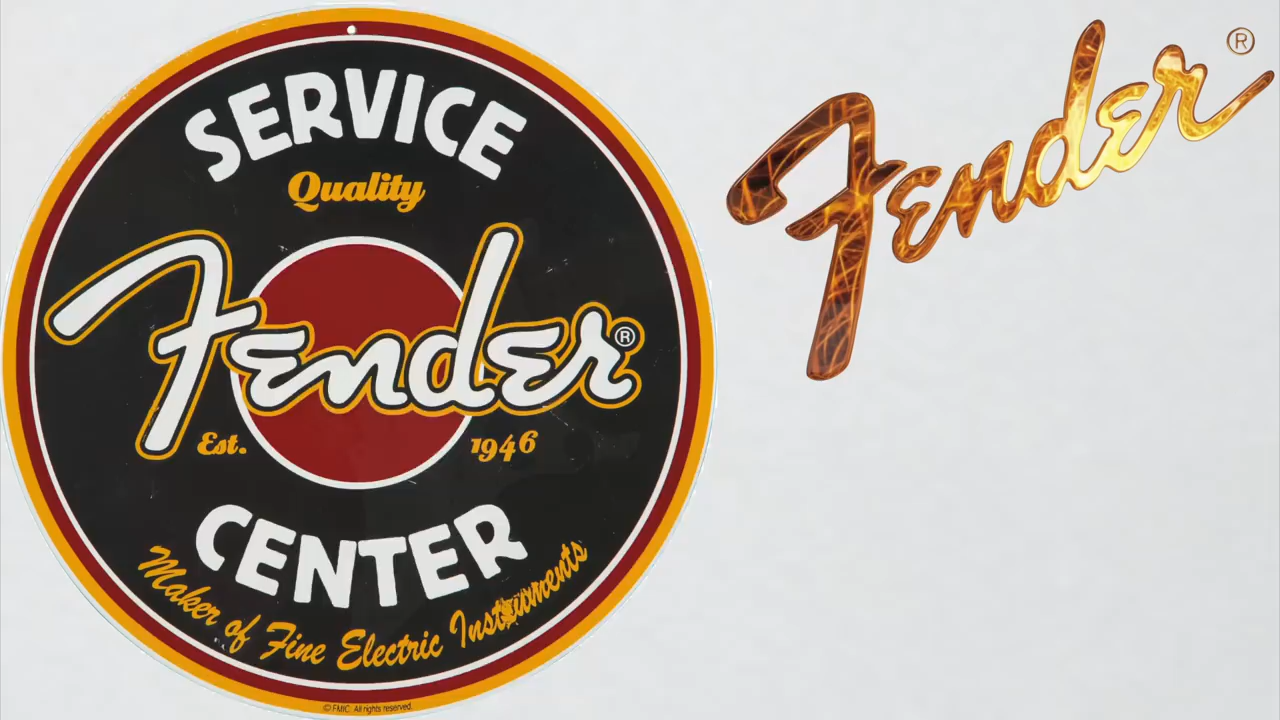 SERVICE
Quality
Fender®
Est. 1946
CENTER
Maker of Fine Electric Instruments
© FMIC. All rights reserved.
Fender®